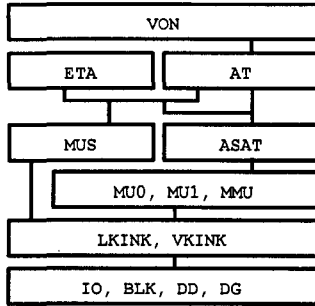 VON
ETA
AT
MUS
ASAT
MU0, MU1, MMU
LKINK, VKINK
IO, BLK, DD, DG